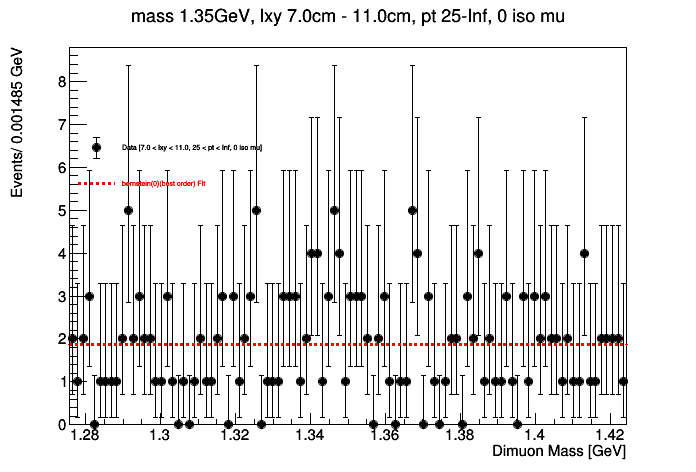 mass 1.35GeV, lxy 7.0cm - 11.0cm, pt 25-Inf, 0 iso mu
Events/ 0.001485 GeV
8
7
Data [7.0 < lxy < 11.0, 25 < pt < Inf, 0 iso mu]
6
bernstein(0)(best order) Fit
5
4
3
2
1
0
1.28 1.3 1.32 1.34 1.36 1.38 1.4 1.42
Dimuon Mass [GeV]